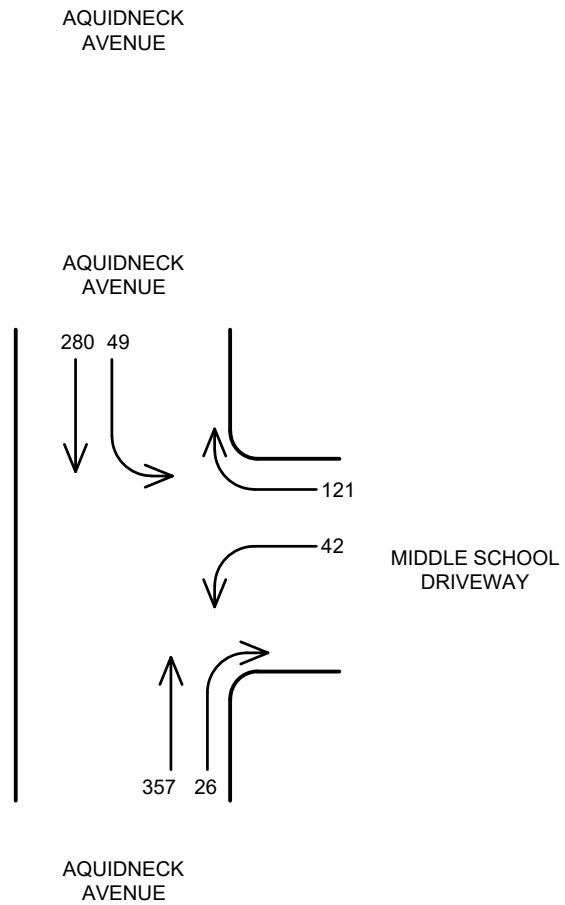 AQUIDNECK
AVENUE
AQUIDNECK
AVENUE
280 49
121
42
MIDDLE SCHOOL
DRIVEWAY
357 26
AQUIDNECK
AVENUE